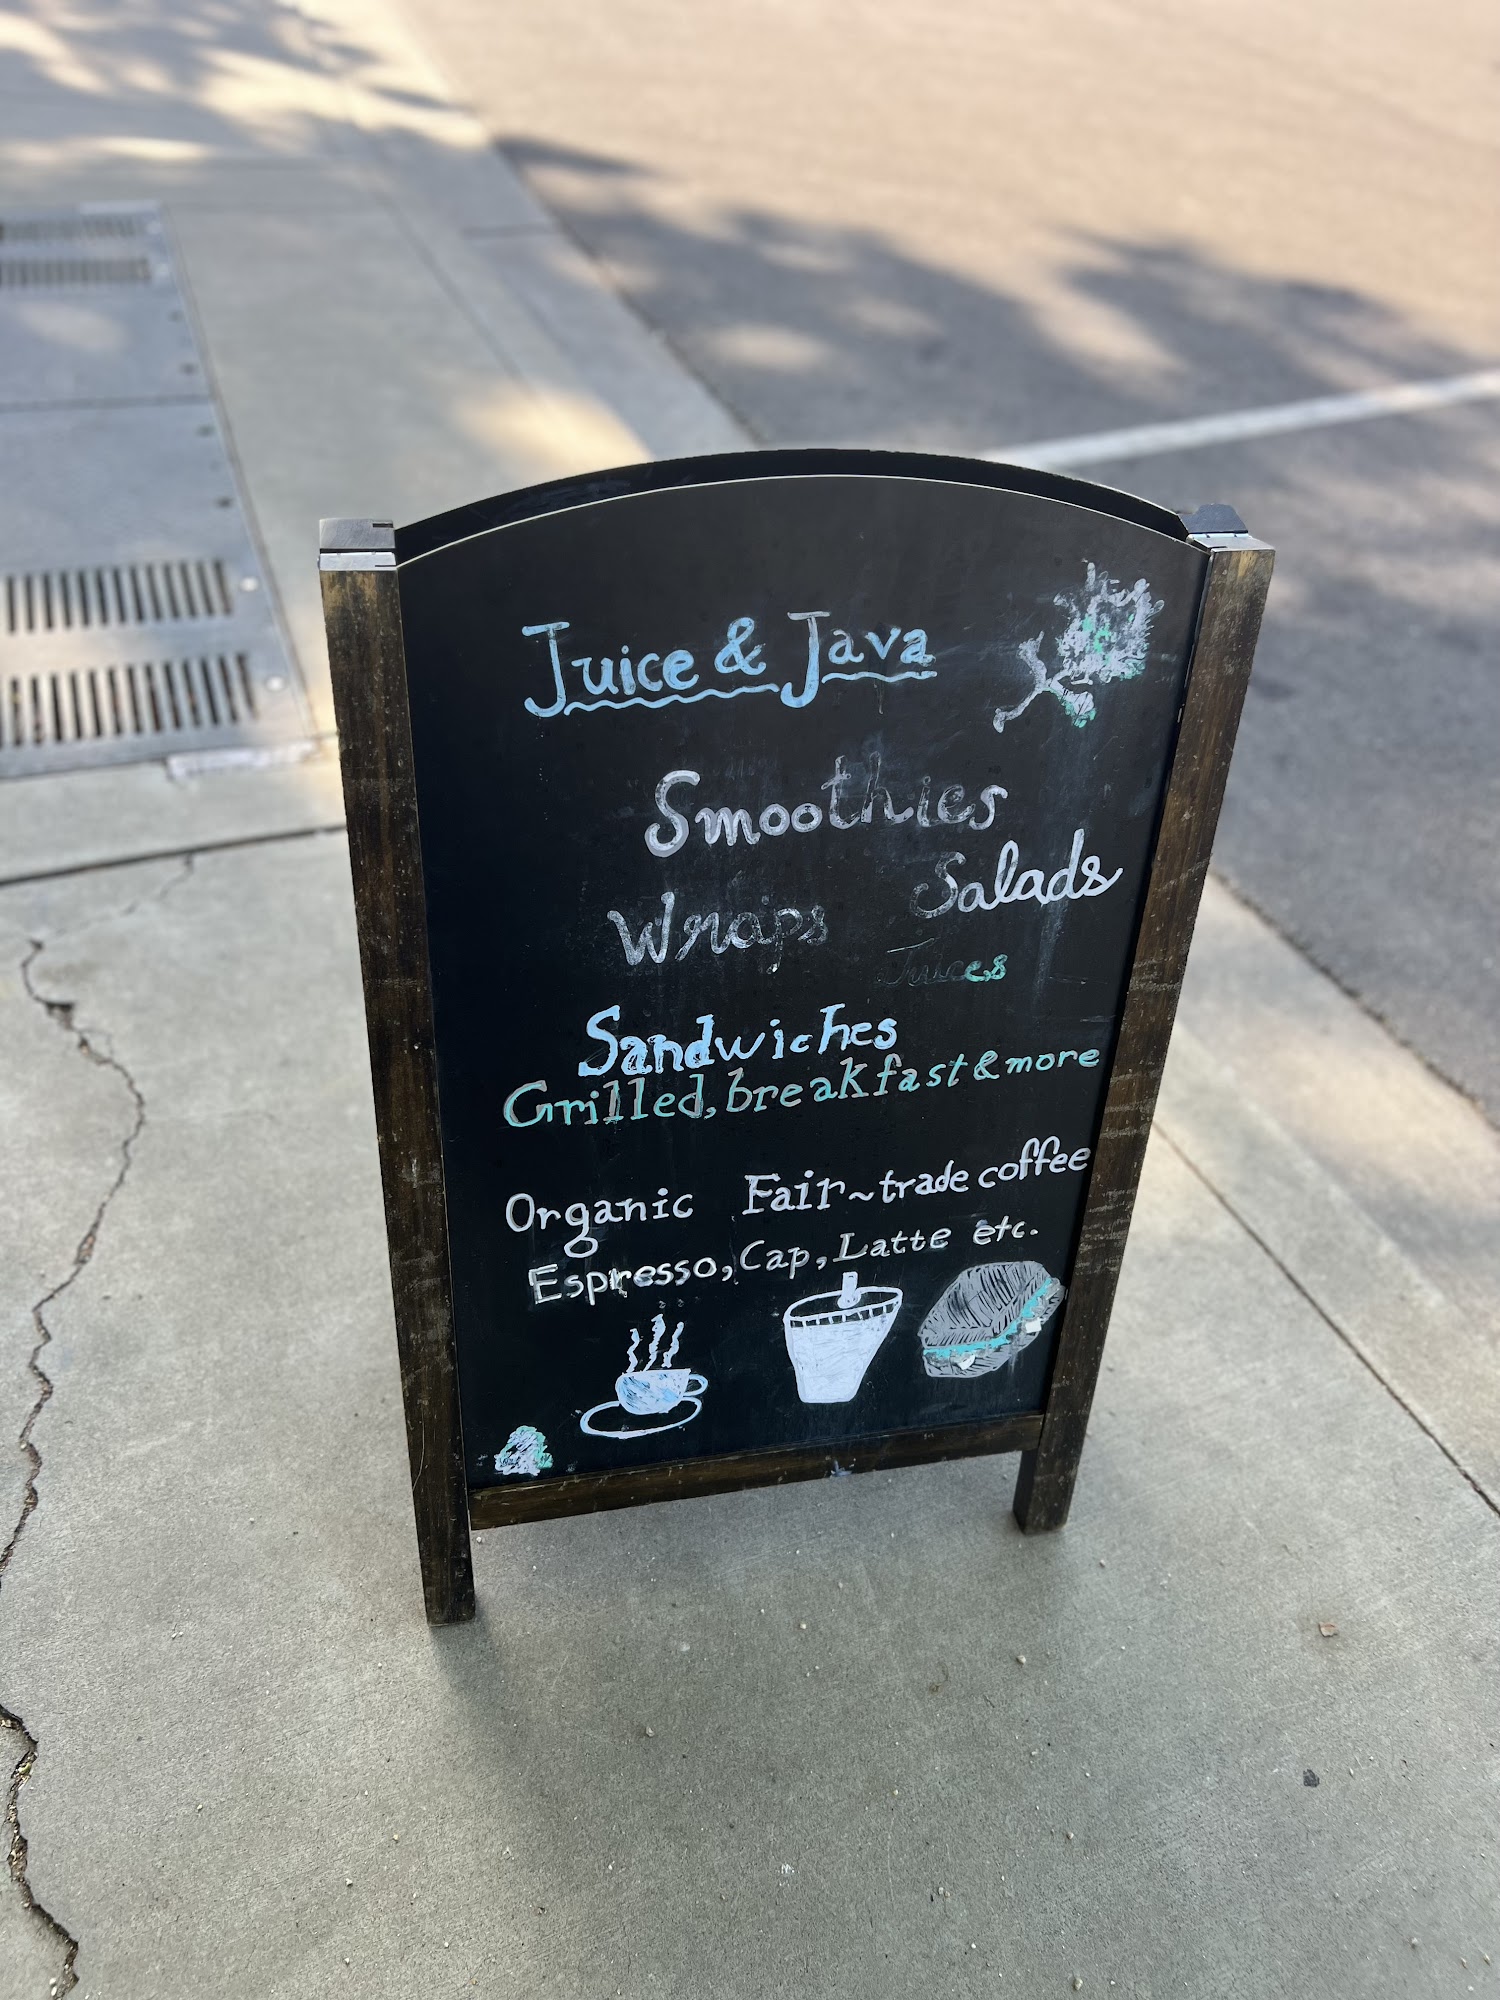 Juice & Java
Smoothies
Salads
Wraps
Juices
Sandwiches
Grilled, breakfast & more
Organic Fair~trade coffee
Espresso, Cap, Latte etc.